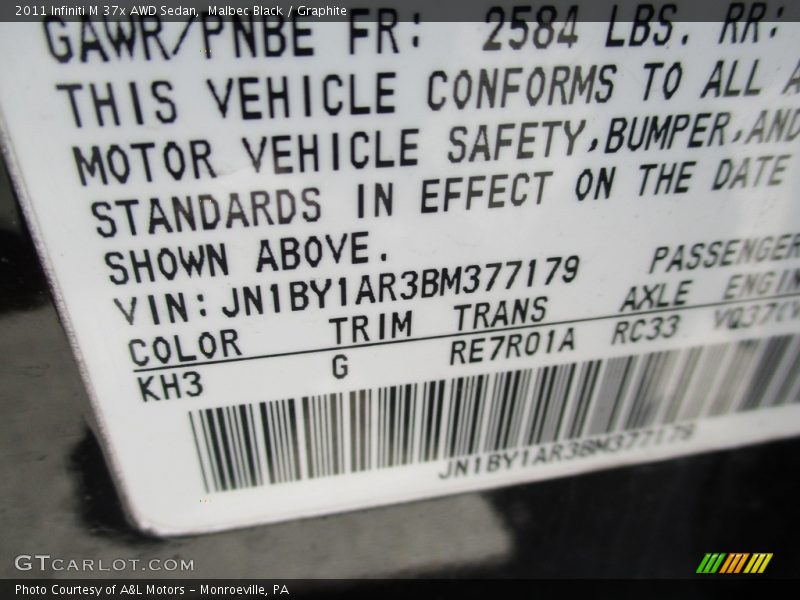 2011 Infiniti M 37x AWD Sedan, Malbec Black / Graphite
GAWR/PNBE FR: 2584 LBS. RR:
THIS VEHICLE CONFORMS TO ALL A
MOTOR VEHICLE SAFETY,BUMPER,AND
STANDARDS IN EFFECT ON THE DATE
SHOWN ABOVE.
VIN: JN1BY1AR3BM377179 PASSENGER
COLOR TRIM TRANS AXLE ENGIN
KH3 G RE7R01A RC33 VQ37(V
JN1BY1AR3BM377179
GTCARLOT.COM
Photo Courtesy of A&L Motors – Monroeville, PA